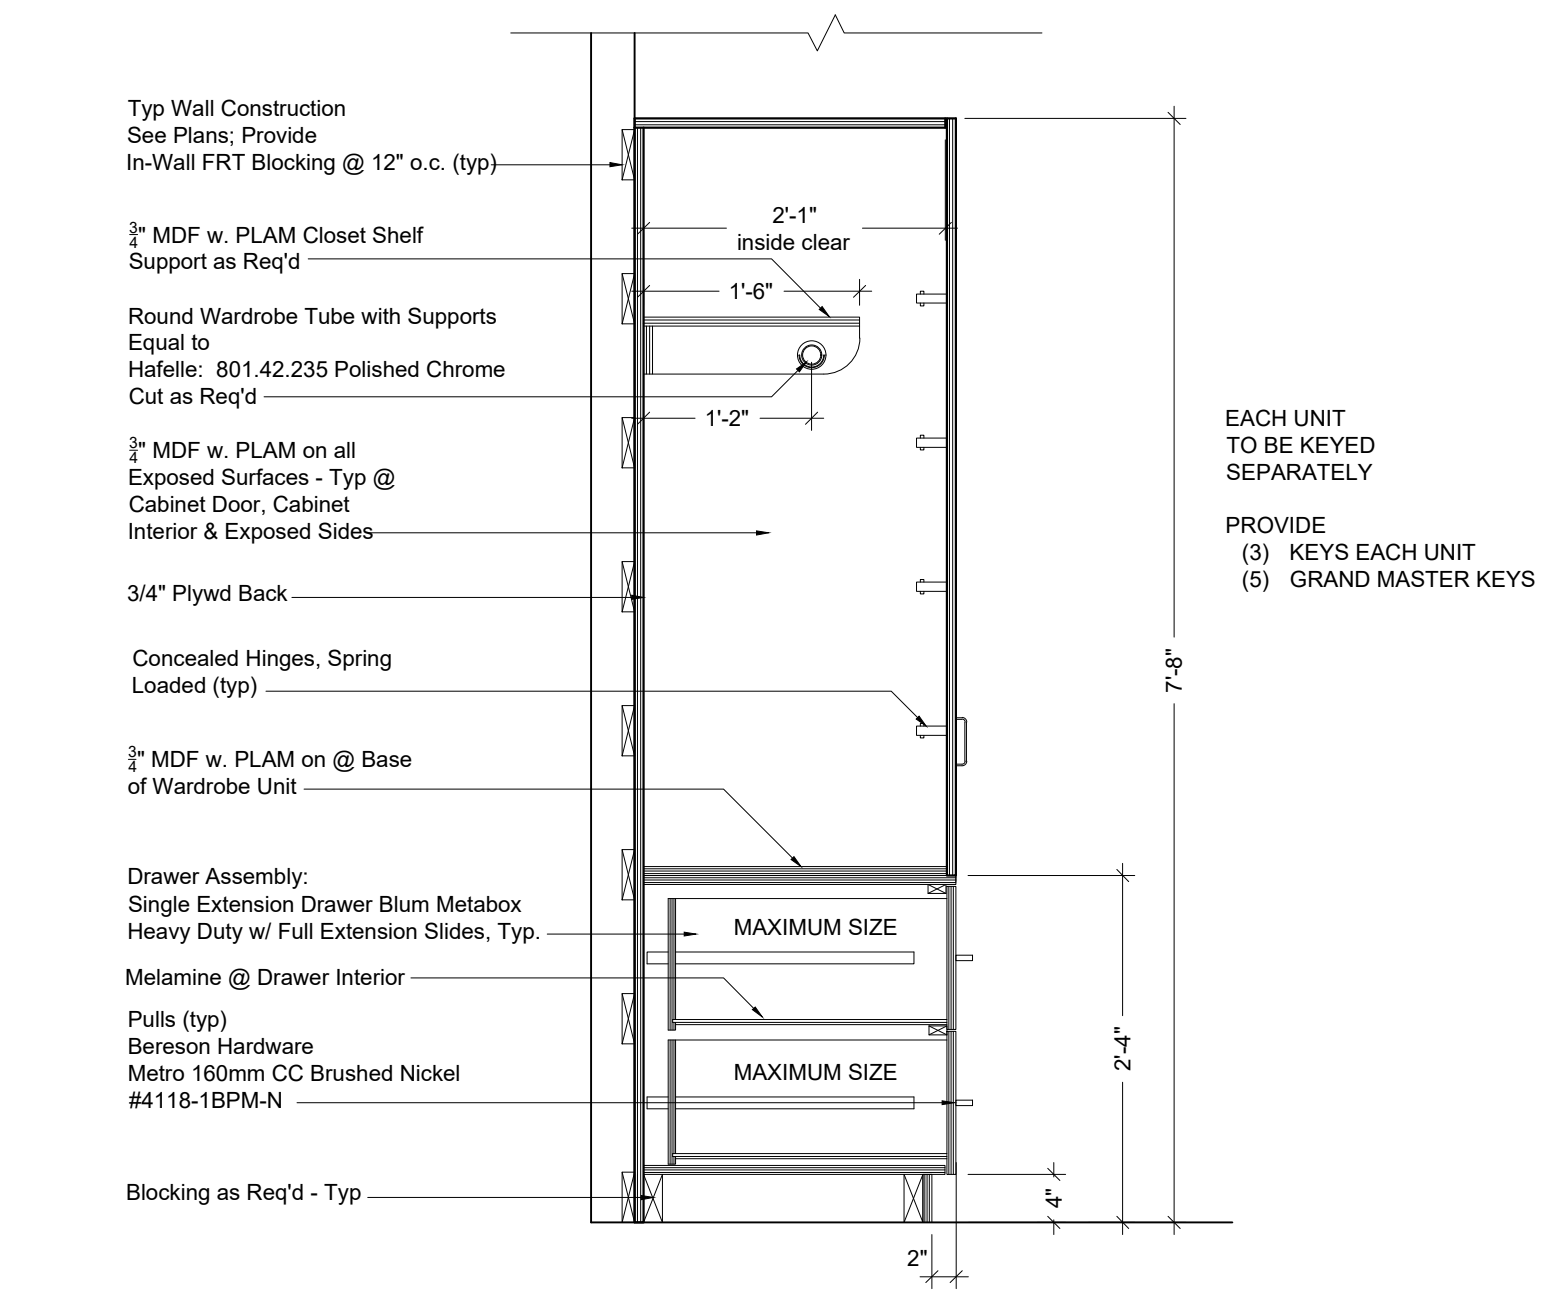 Typ Wall Construction
See Plans; Provide
In-Wall FRT Blocking @ 12" o.c. (typ)
3/4" MDF w. PLAM Closet Shelf
Support as Req'd
Round Wardrobe Tube with Supports
Equal to
Hafelle: 801.42.235 Polished Chrome
Cut as Req'd
3/4" MDF w. PLAM on all
Exposed Surfaces - Typ @
Cabinet Door, Cabinet
Interior & Exposed Sides
3/4" Plywd Back
Concealed Hinges, Spring
Loaded (typ)
3/4" MDF w. PLAM on @ Base
of Wardrobe Unit
Drawer Assembly:
Single Extension Drawer Blum Metabox
Heavy Duty w/ Full Extension Slides, Typ.
Melamine @ Drawer Interior
Pulls (typ)
Bereson Hardware
Metro 160mm CC Brushed Nickel
#4118-1BPM-N
Blocking as Req'd - Typ
2'-1"
inside clear
1'-6"
1'-2"
MAXIMUM SIZE
MAXIMUM SIZE
7'-8"
2'-4"
4"
2"
EACH UNIT
TO BE KEYED
SEPARATELY
PROVIDE
(3) KEYS EACH UNIT
(5) GRAND MASTER KEYS